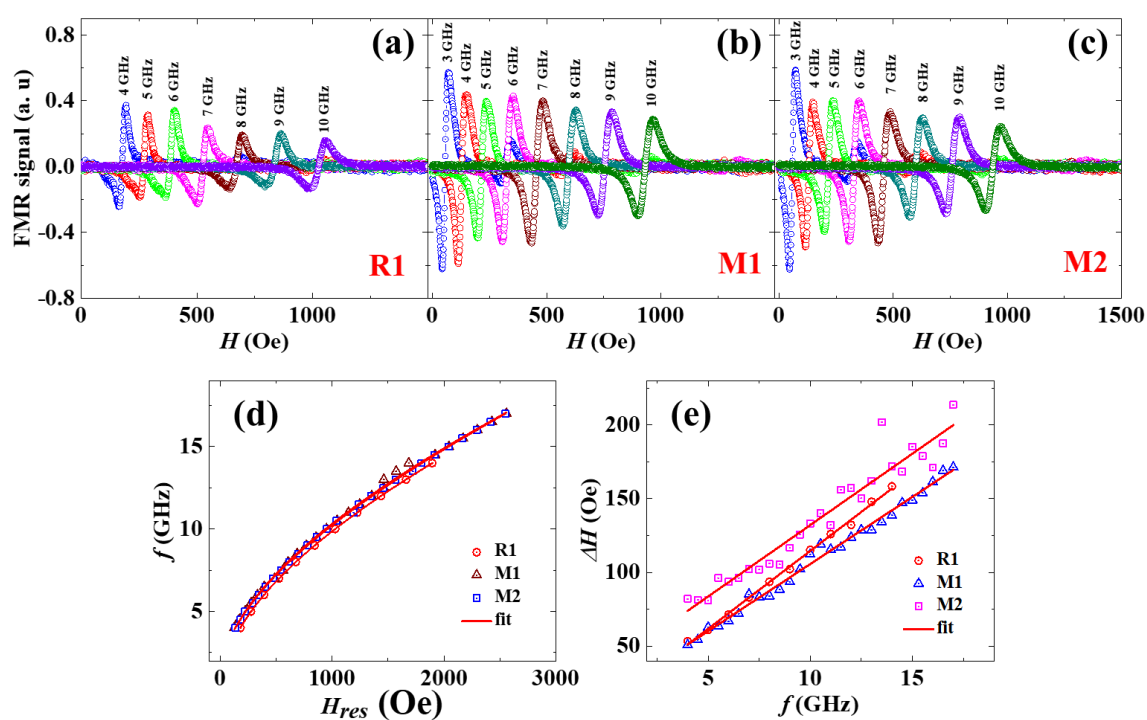 (a)
4 GHz
5 GHz
6 GHz
7 GHz
8 GHz
9 GHz
10 GHz
R1
(b)
3 GHz
4 GHz
5 GHz
6 GHz
7 GHz
8 GHz
9 GHz
10 GHz
M1
(c)
3 GHz
4 GHz
5 GHz
6 GHz
7 GHz
8 GHz
9 GHz
10 GHz
M2
0.8
0.4
0.0
-0.4
-0.8
FMR signal (a. u)
0 500 1000
0 500 1000
0 500 1000 1500
H (Oe)
H (Oe)
H (Oe)
(d)
15
10
5
f (GHz)
R1
M1
M2
fit
0 1000 2000 3000
Hres (Oe)
(e)
200
150
100
50
ΔH (Oe)
R1
M1
M2
fit
5 10 15
f (GHz)